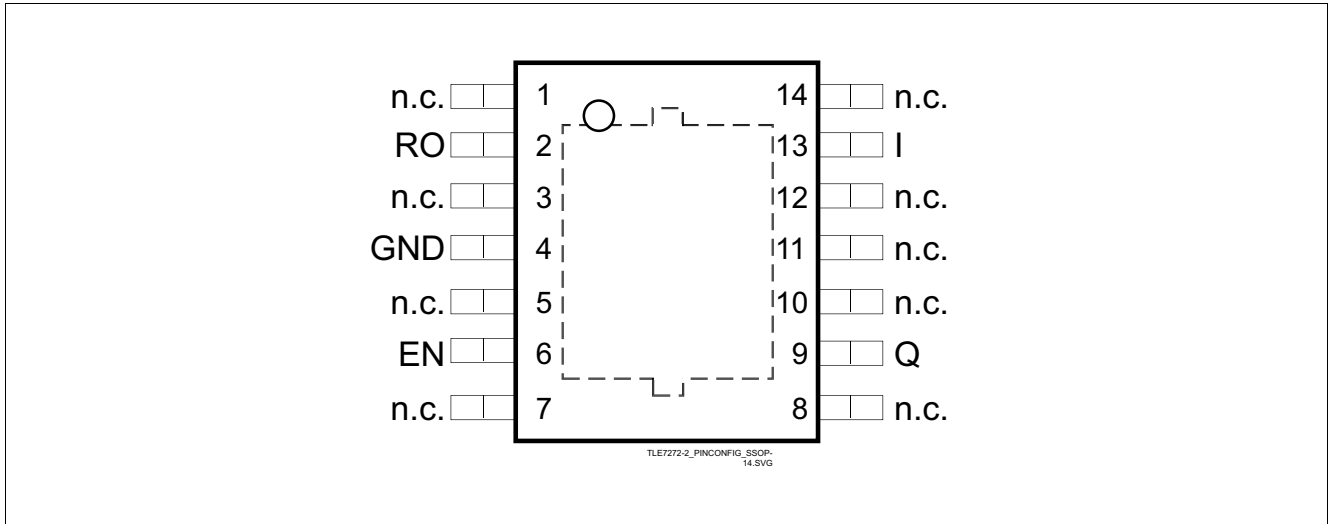 n.c. 1 14 n.c.
RO 2 13 I
n.c. 3 12 n.c.
GND 4 11 n.c.
n.c. 5 10 n.c.
EN 6 9 Q
n.c. 7 8 n.c.
TLE7272-2_PINCONFIG_SSOP-
14.SVG